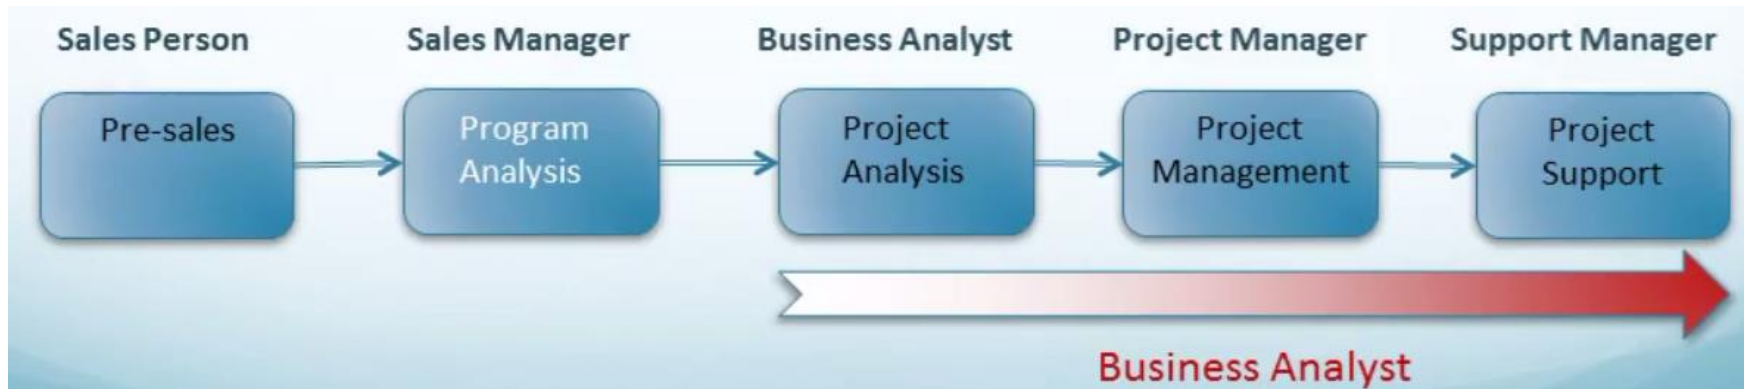 Sales Person
Sales Manager
Business Analyst
Project Manager
Support Manager
Pre-sales
Program
Analysis
Project
Analysis
Project
Management
Project
Support
Business Analyst